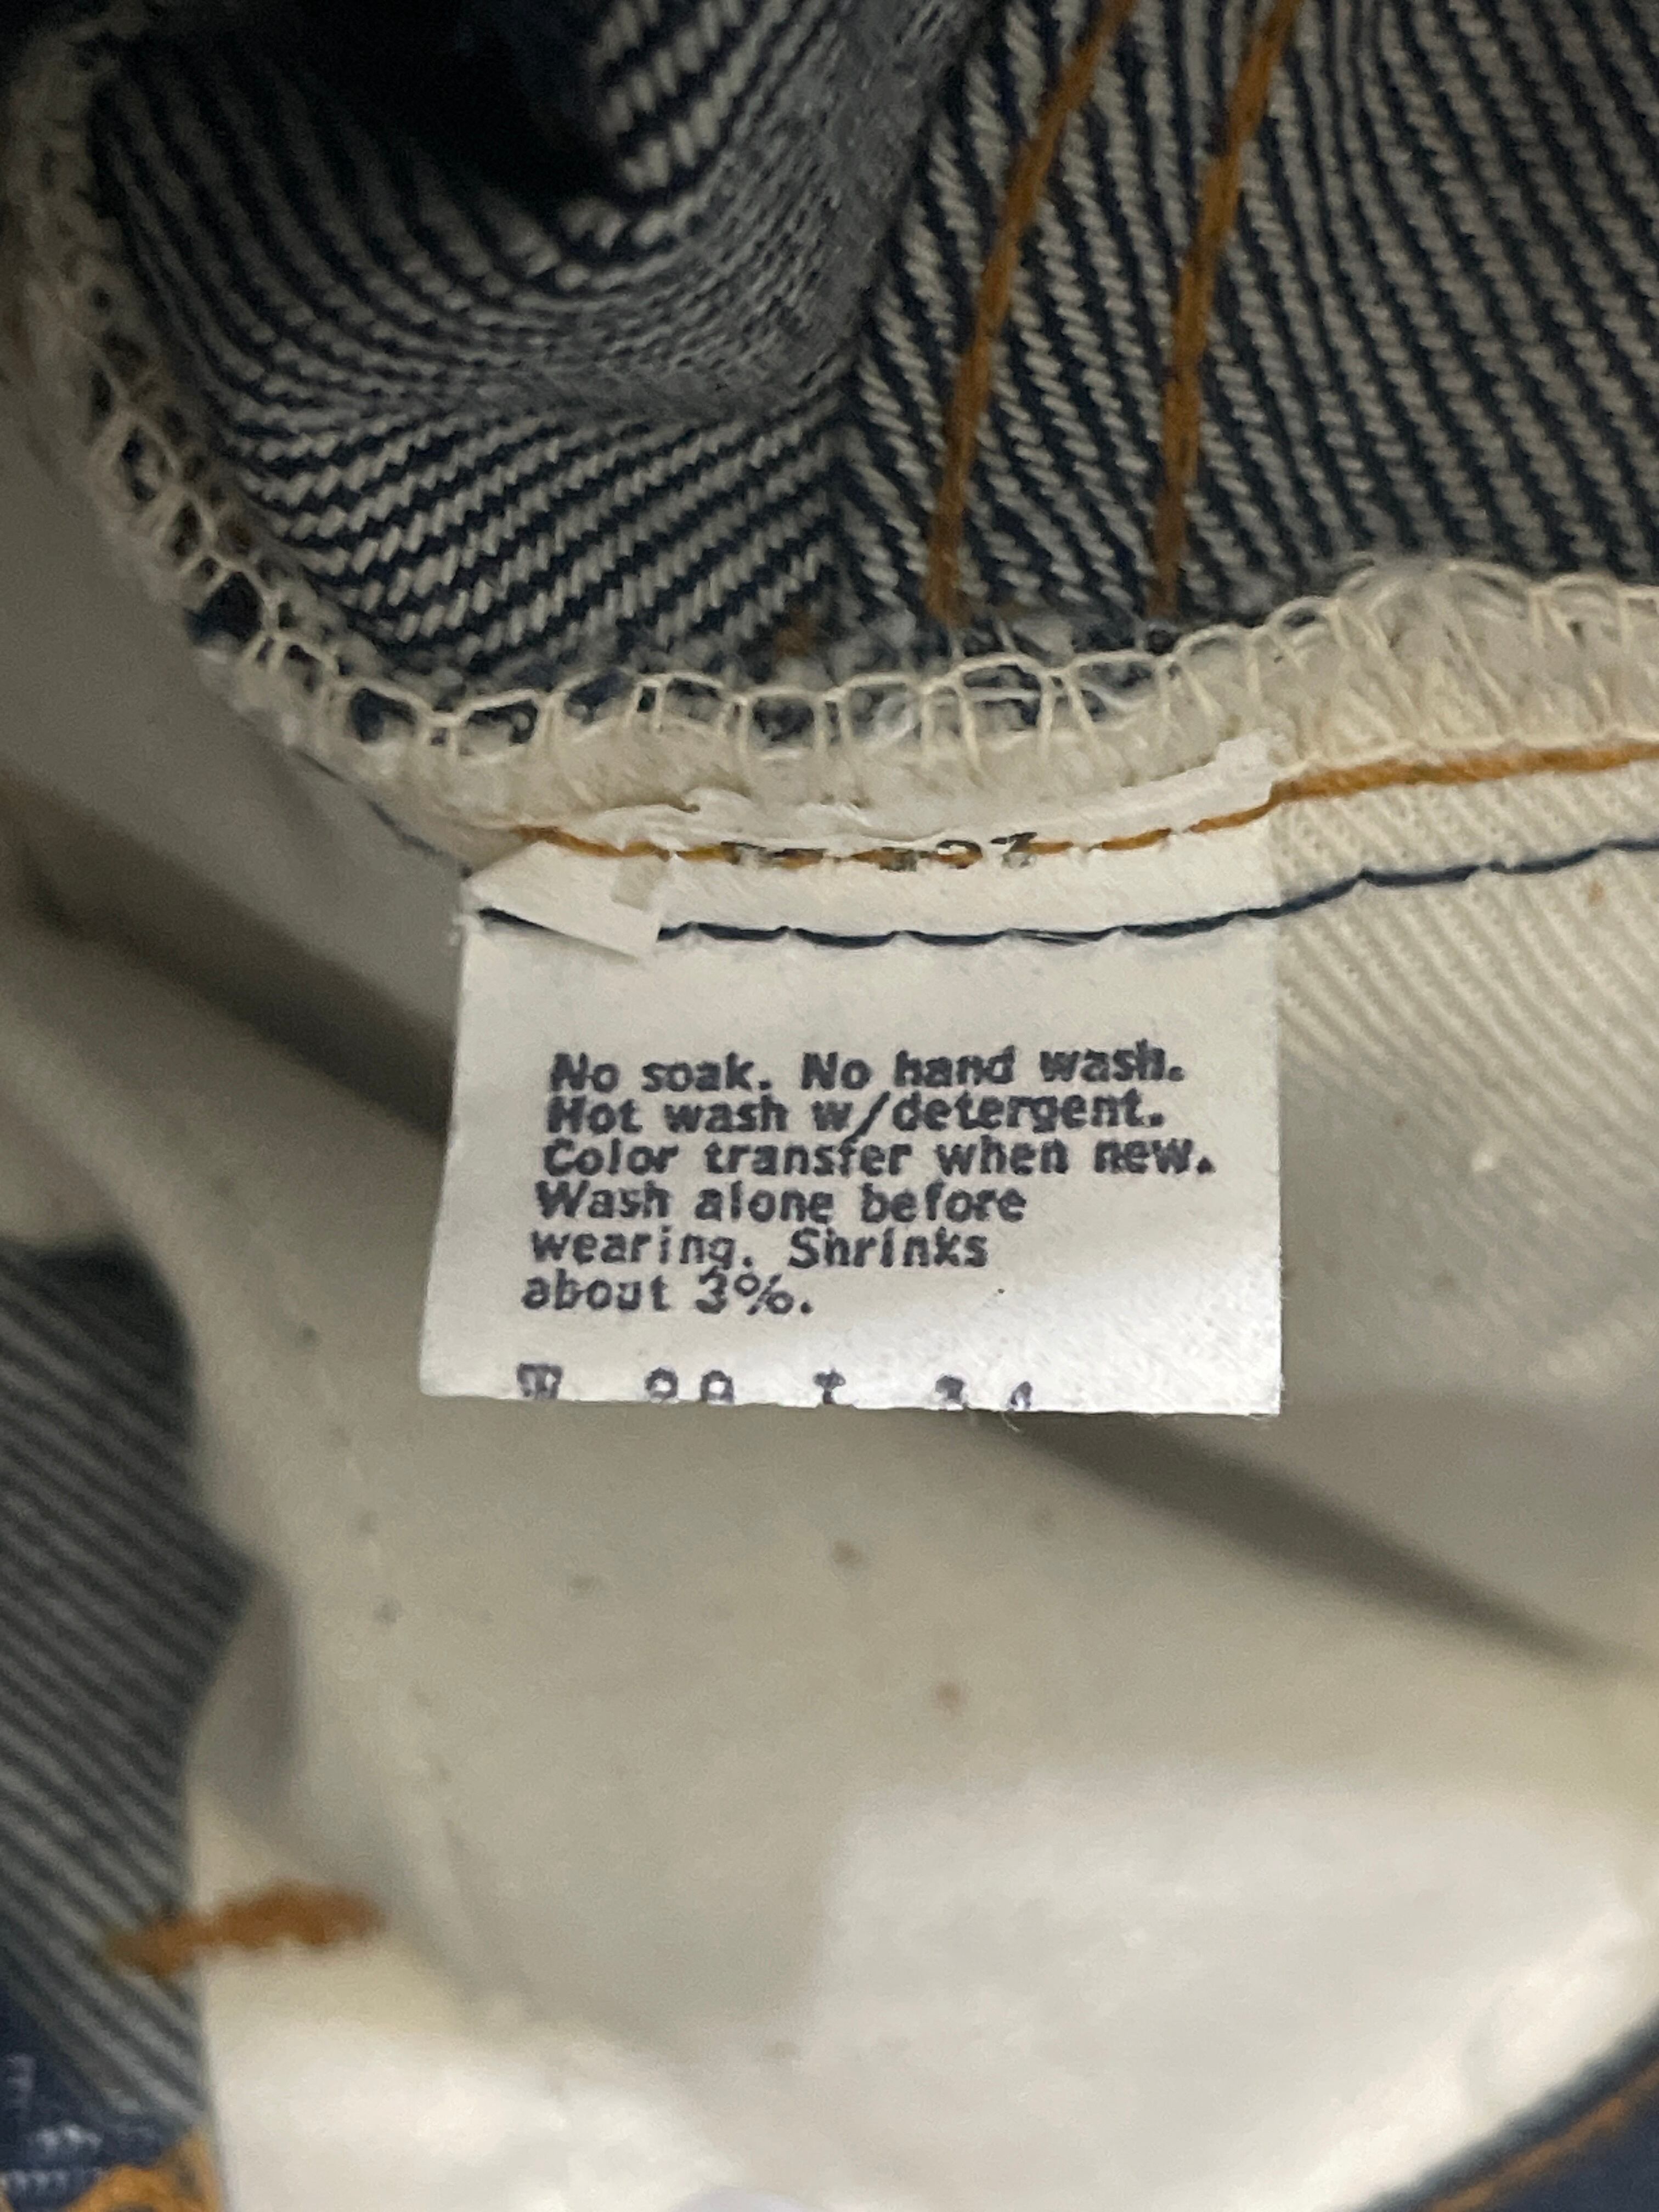 No soak. No hand wash.
Hot wash w/detergent.
Color transfer when new.
Wash alone before
wearing. Shrinks
about 3%.
W